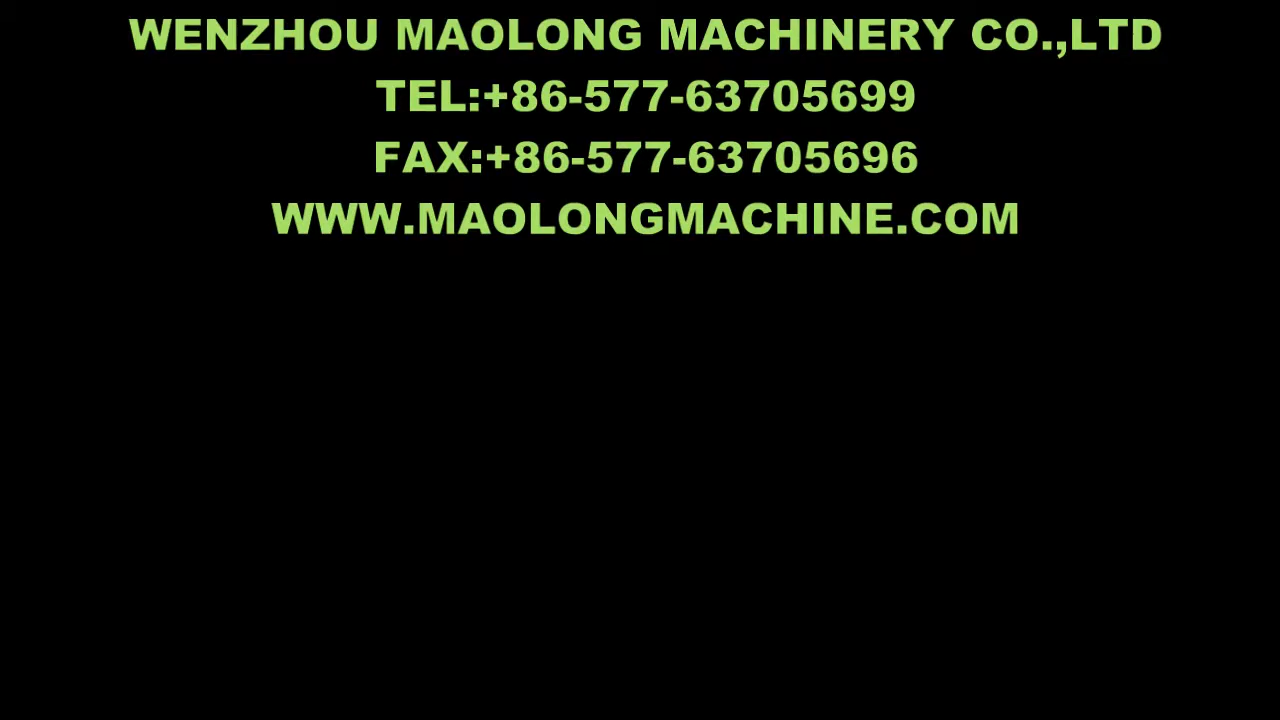 WENZHOU MAOLONG MACHINERY CO.,LTD
TEL:+86-577-63705699
FAX:+86-577-63705696
WWW.MAOLONGMACHINE.COM